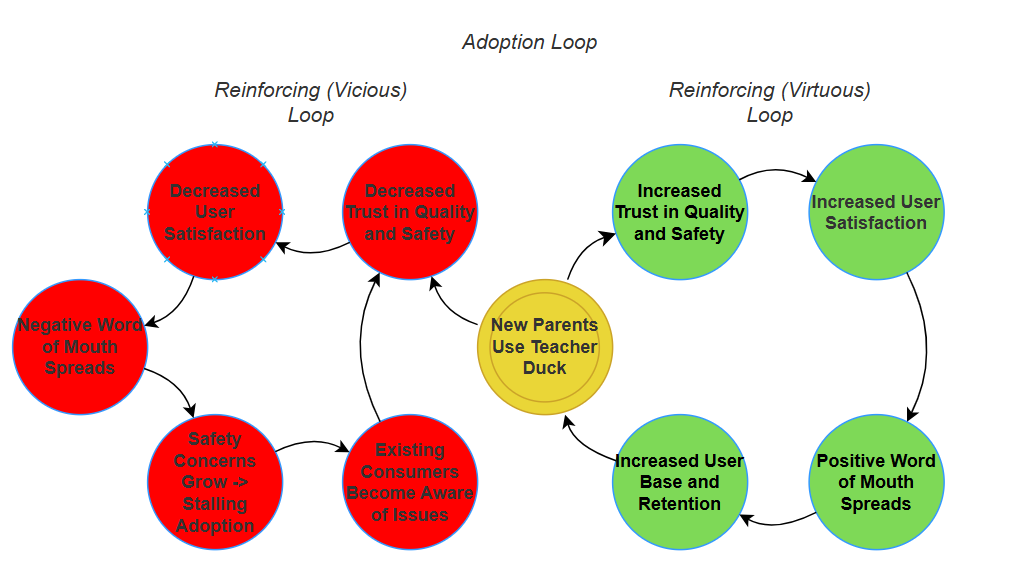 Adoption Loop
Reinforcing (Vicious)
Loop
Reinforcing (Virtuous)
Loop
Decreased
User
Satisfaction
Decreased
Trust in Quality
and Safety
Increased
Trust in Quality
and Safety
Increased User
Satisfaction
Negative Word
of Mouth
Spreads
New Parents
Use Teacher
Duck
Safety
Concerns
Grow ->
Stalling
Adoption
Existing
Consumers
Become Aware
of Issues
Increased User
Base and
Retention
Positive Word
of Mouth
Spreads